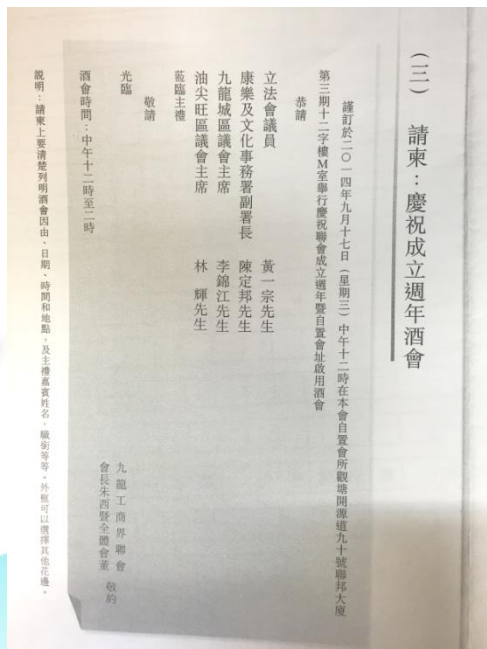 (三) 請柬：慶祝成立週年酒會
謹訂於二○一四年九月十七日（星期三）中午十二時在本會自置會所觀塘開源道九十號聯邦大廈
第三期十二字樓M室舉行慶祝聯會成立週年暨自置會址啟用酒會
恭請
立法會議員 黃一宗先生
康樂及文化事務署副署長 陳定邦先生
九龍城區議會主席 李錦江先生
油尖旺區議會主席 林 輝先生
蒞臨主禮
敬請
光臨
九龍工商界聯會
會長朱西暨全體會董 敬約
酒會時間：中午十二時至二時
說明：請柬上要清楚列明酒會因由、日期、時間和地點，及主禮嘉賓姓名、職銜等等。外框可以選擇其他花邊。